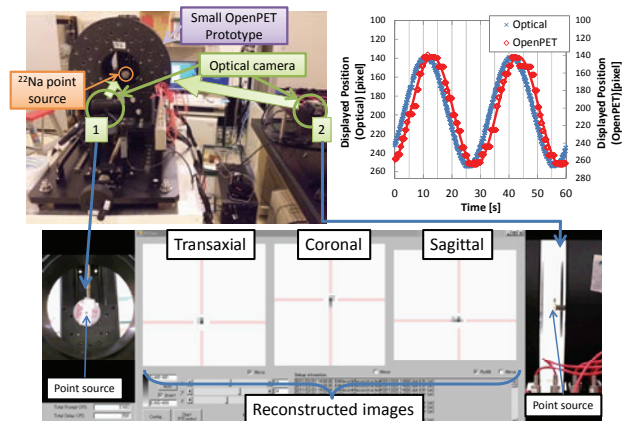 Small OpenPET
Prototype
Optical camera
²²Na point
source
1
2
Optical
OpenPET
Displayed Position
(Optical) [pixel]
100
120
140
160
180
200
220
240
260
0
10
20
30
40
50
60
Time [s]
100
120
140
160
180
200
220
240
260
280
Displayed Position
(OpenPET)[pixel]
Transaxial
Coronal
Sagittal
Point source
Reconstructed images
Point source